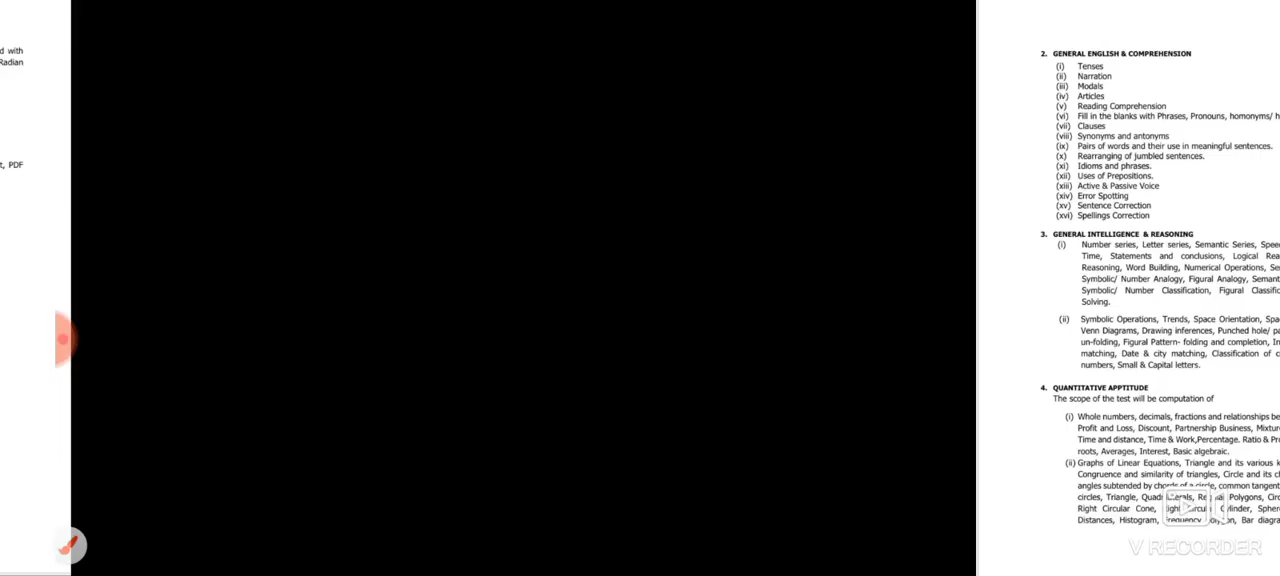 d with
Radian
t, PDF
2. GENERAL ENGLISH & COMPREHENSION
(i) Tenses
(ii) Narration
(iii) Modals
(iv) Articles
(v) Reading Comprehension
(vi) Fill in the blanks with Phrases, Pronouns, homonyms/ h
(vii) Clauses
(viii) Synonyms and antonyms
(ix) Pairs of words and their use in meaningful sentences.
(x) Rearranging of jumbled sentences.
(xi) Idioms and phrases.
(xii) Uses of Prepositions.
(xiii) Active & Passive Voice
(xiv) Error Spotting
(xv) Sentence Correction
(xvi) Spellings Correction
3. GENERAL INTELLIGENCE & REASONING
(i) Number series, Letter series, Semantic Series, Spee
Time, Statements and conclusions, Logical Rea
Reasoning, Word Building, Numerical Operations, Se
Symbolic/ Number Analogy, Figural Analogy, Semant
Symbolic/ Number Classification, Figural Classific
Solving.
(ii) Symbolic Operations, Trends, Space Orientation, Spa
Venn Diagrams, Drawing inferences, Punched hole/ pa
un-folding, Figural Pattern- folding and completion, In
matching, Date & city matching, Classification of c
numbers, Small & Capital letters.
4. QUANTITATIVE APPTITUDE
The scope of the test will be computation of
(i) Whole numbers, decimals, fractions and relationships be
Profit and Loss, Discount, Partnership Business, Mixtur
Time and distance, Time & Work,Percentage. Ratio & Pr
roots, Averages, Interest, Basic algebraic.
(ii) Graphs of Linear Equations, Triangle and its various k
Congruence and similarity of triangles, Circle and its c
angles subtended by chords of a circle, common tangent
circles, Triangle, Quadrilaterals, Regular Polygons, Circ
Right Circular Cone, Right Circular Cylinder, Spher
Distances, Histogram, Frequency polygon, Bar diagra
V RECORDER